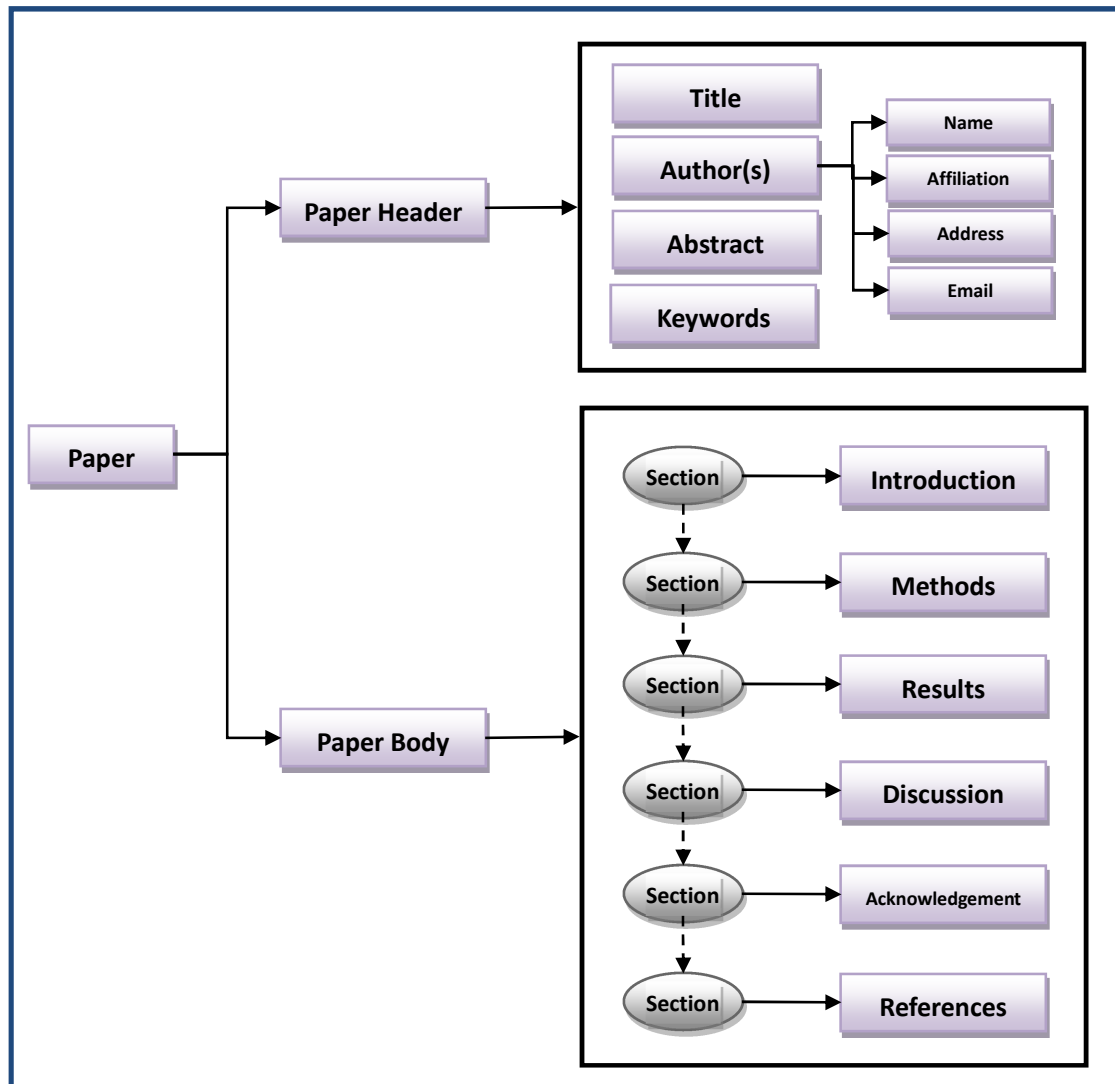 Paper
Paper Header
Title
Author(s)
Name
Affiliation
Address
Email
Abstract
Keywords
Paper Body
Section
Introduction
Section
Methods
Section
Results
Section
Discussion
Section
Acknowledgement
Section
References